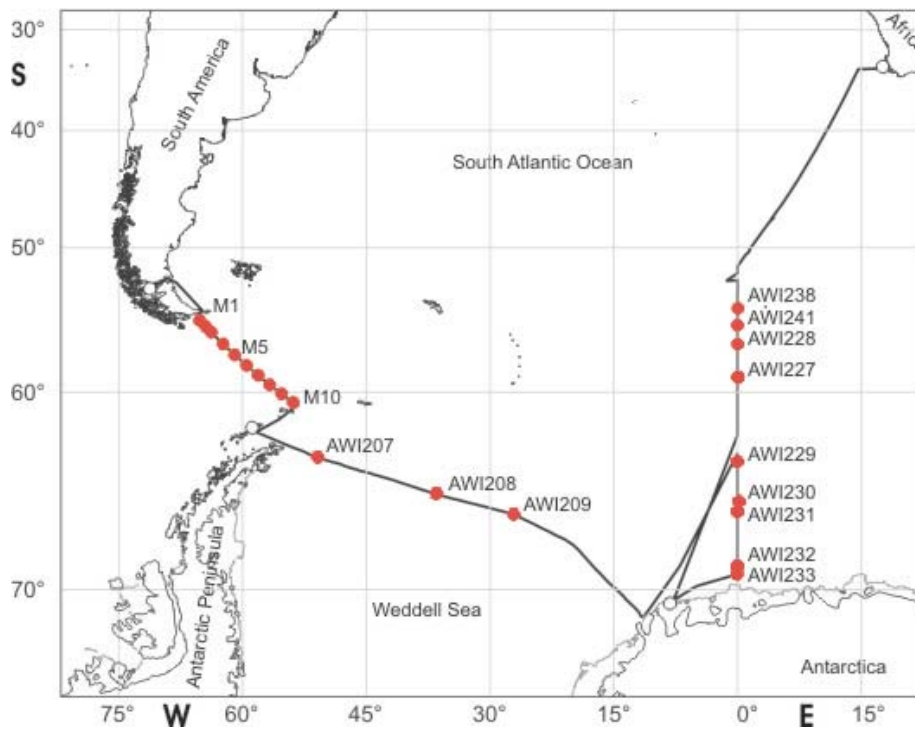 30°
S
South America
Afric
40°
South Atlantic Ocean
50°
M1
AWI238
AWI241
M5
AWI228
AWI227
60°
M10
AWI207
AWI229
AWI208
AWI230
AWI209
AWI231
AWI232
AWI233
70°
Antarctic Peninsula
Weddell Sea
Antarctica
75° W 60° 45° 30° 15° 0° E 15°